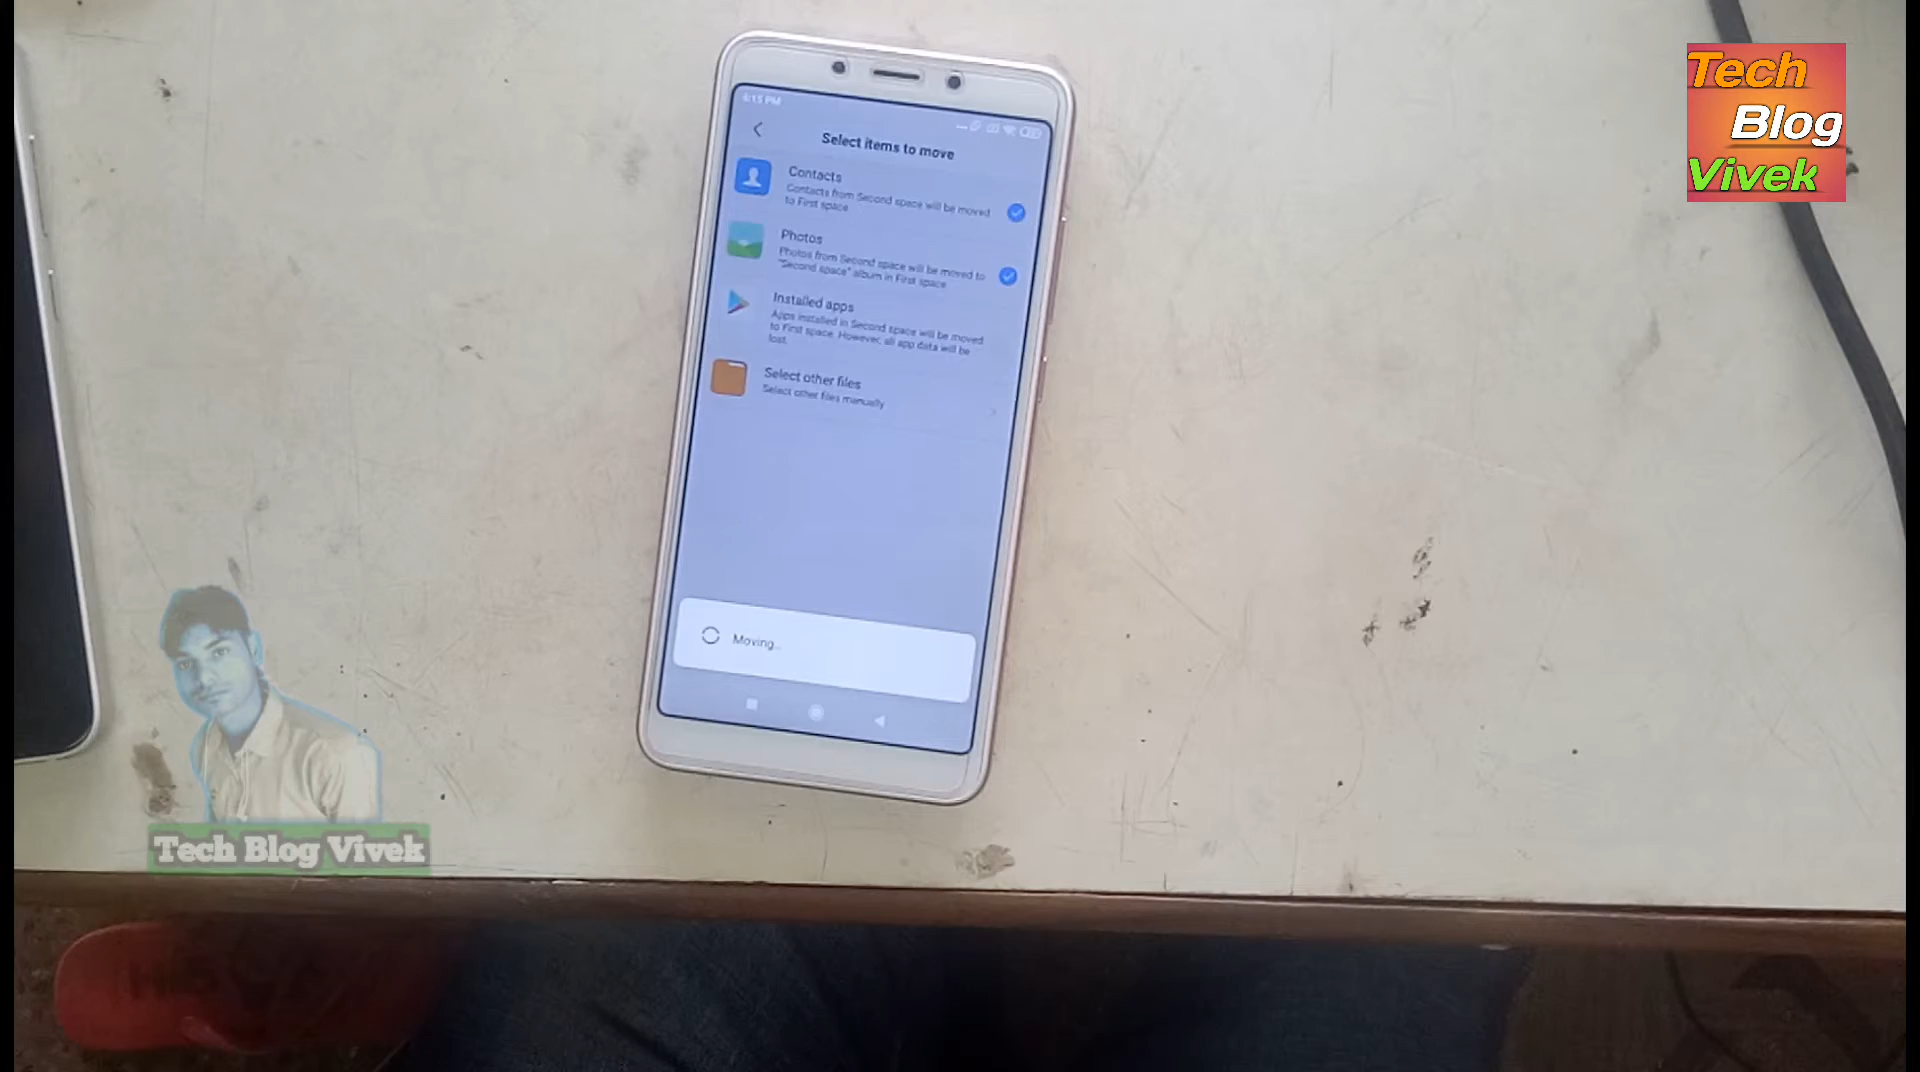 Tech
Blog
Vivek
4:15 PM
Select items to move
Contacts
Contacts from Second space will be moved
to First space
Photos
Photos from Second space will be moved to
"Second space" album in First space
Installed apps
Apps installed in Second space will be moved
to First space. However, all app data will be
lost.
Select other files
Select other files manually
Moving..
Tech Blog Vivek